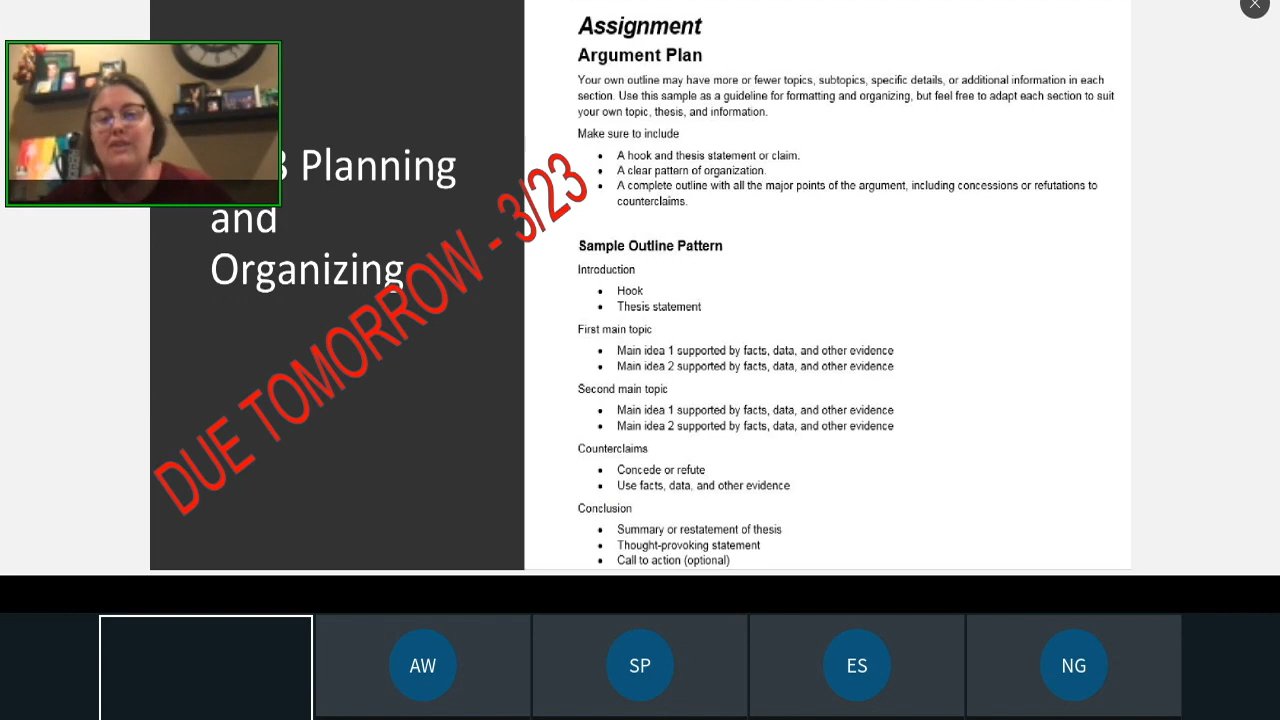 3 Planning
and
Organizing
DUE TOMORROW - 3/23
Assignment
Argument Plan
Your own outline may have more or fewer topics, subtopics, specific details, or additional information in each
section. Use this sample as a guideline for formatting and organizing, but feel free to adapt each section to suit
your own topic, thesis, and information.
Make sure to include
• A hook and thesis statement or claim.
• A clear pattern of organization.
• A complete outline with all the major points of the argument, including concessions or refutations to
counterclaims.
Sample Outline Pattern
Introduction
• Hook
• Thesis statement
First main topic
• Main idea 1 supported by facts, data, and other evidence
• Main idea 2 supported by facts, data, and other evidence
Second main topic
• Main idea 1 supported by facts, data, and other evidence
• Main idea 2 supported by facts, data, and other evidence
Counterclaims
• Concede or refute
• Use facts, data, and other evidence
Conclusion
• Summary or restatement of thesis
• Thought-provoking statement
• Call to action (optional)
AW
SP
ES
NG